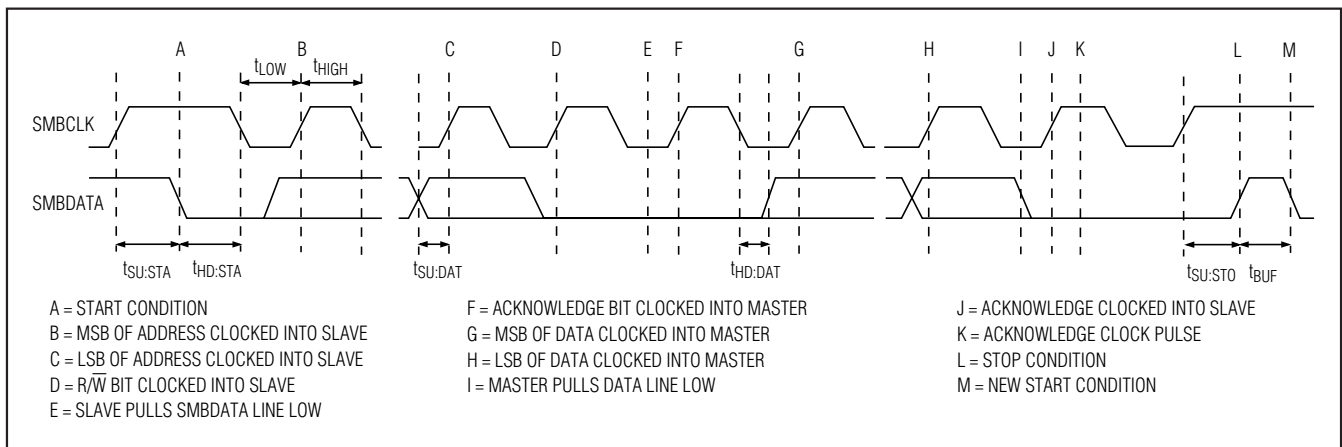 A B C D E F G H I J K L M
tLOW tHIGH
SMBCLK
SMBDATA
tSU:STA tHD:STA tSU:DAT tHD:DAT tSU:STO tBUF
A = START CONDITION
B = MSB OF ADDRESS CLOCKED INTO SLAVE
C = LSB OF ADDRESS CLOCKED INTO SLAVE
D = R/W̅ BIT CLOCKED INTO SLAVE
E = SLAVE PULLS SMBDATA LINE LOW
F = ACKNOWLEDGE BIT CLOCKED INTO MASTER
G = MSB OF DATA CLOCKED INTO MASTER
H = LSB OF DATA CLOCKED INTO MASTER
I = MASTER PULLS DATA LINE LOW
J = ACKNOWLEDGE CLOCKED INTO SLAVE
K = ACKNOWLEDGE CLOCK PULSE
L = STOP CONDITION
M = NEW START CONDITION